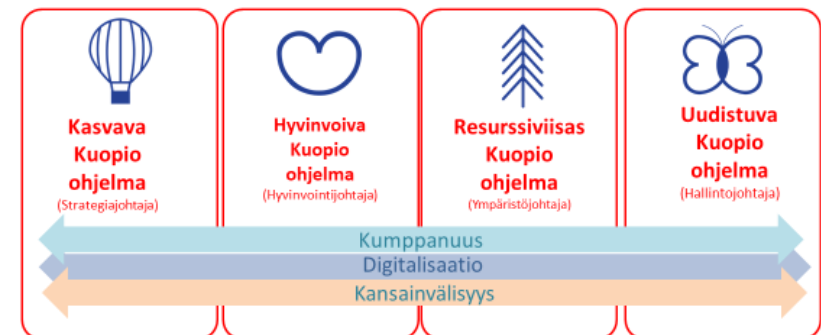 Kasvava
Kuopio
ohjelma
(Strategiajohtaja)
Hyvinvoiva
Kuopio
ohjelma
(Hyvinvointijohtaja)
Resurssiviisas
Kuopio
ohjelma
(Ympäristöjohtaja)
Uudistuva
Kuopio
ohjelma
(Hallintojohtaja)
Kumppanuus
Digitalisaatio
Kansainvälisyys